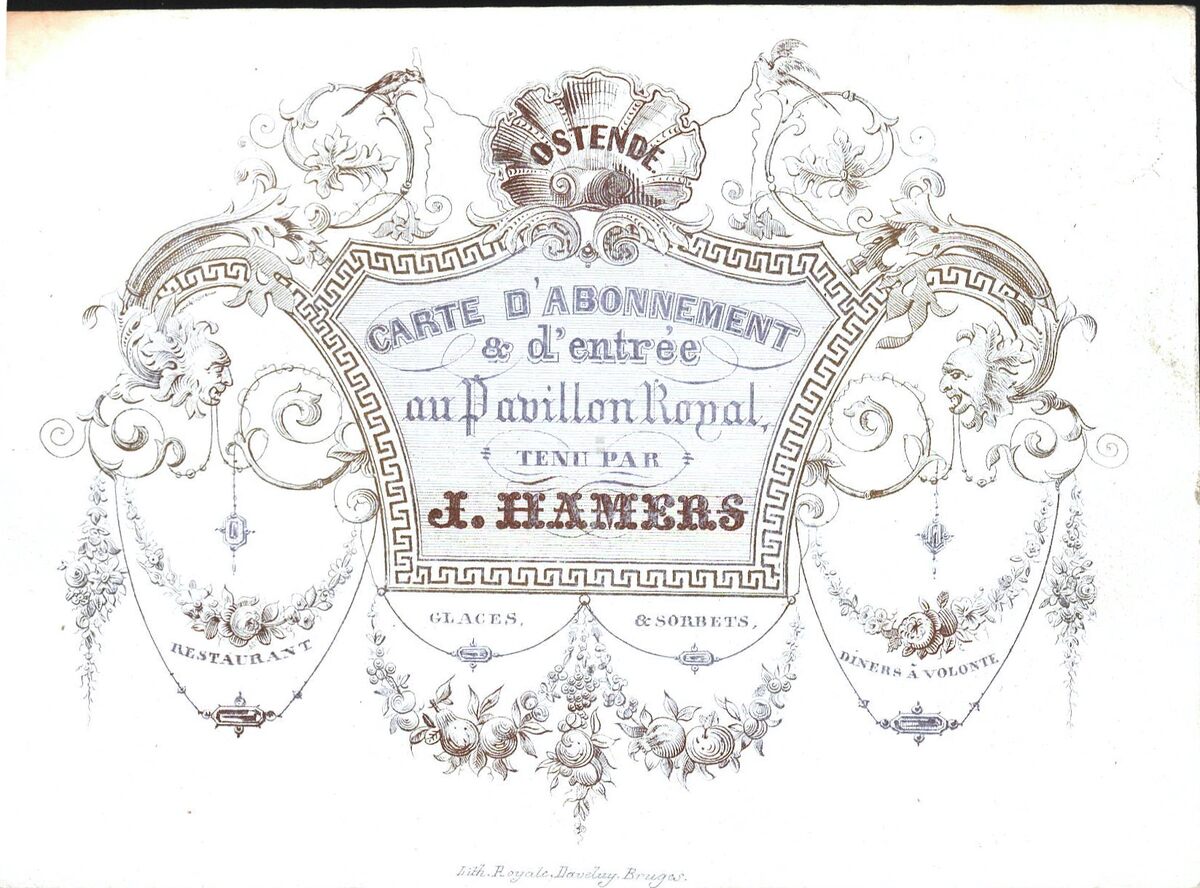 OSTENDE.
CARTE D'ABONNEMENT
& d'entrée
au Pavillon Royal,
TENU PAR
J. HAMERS
GLACES, & SORBETS,
RESTAURANT
DINERS À VOLONTE
Lith. Royale, Daveluy, Bruges.